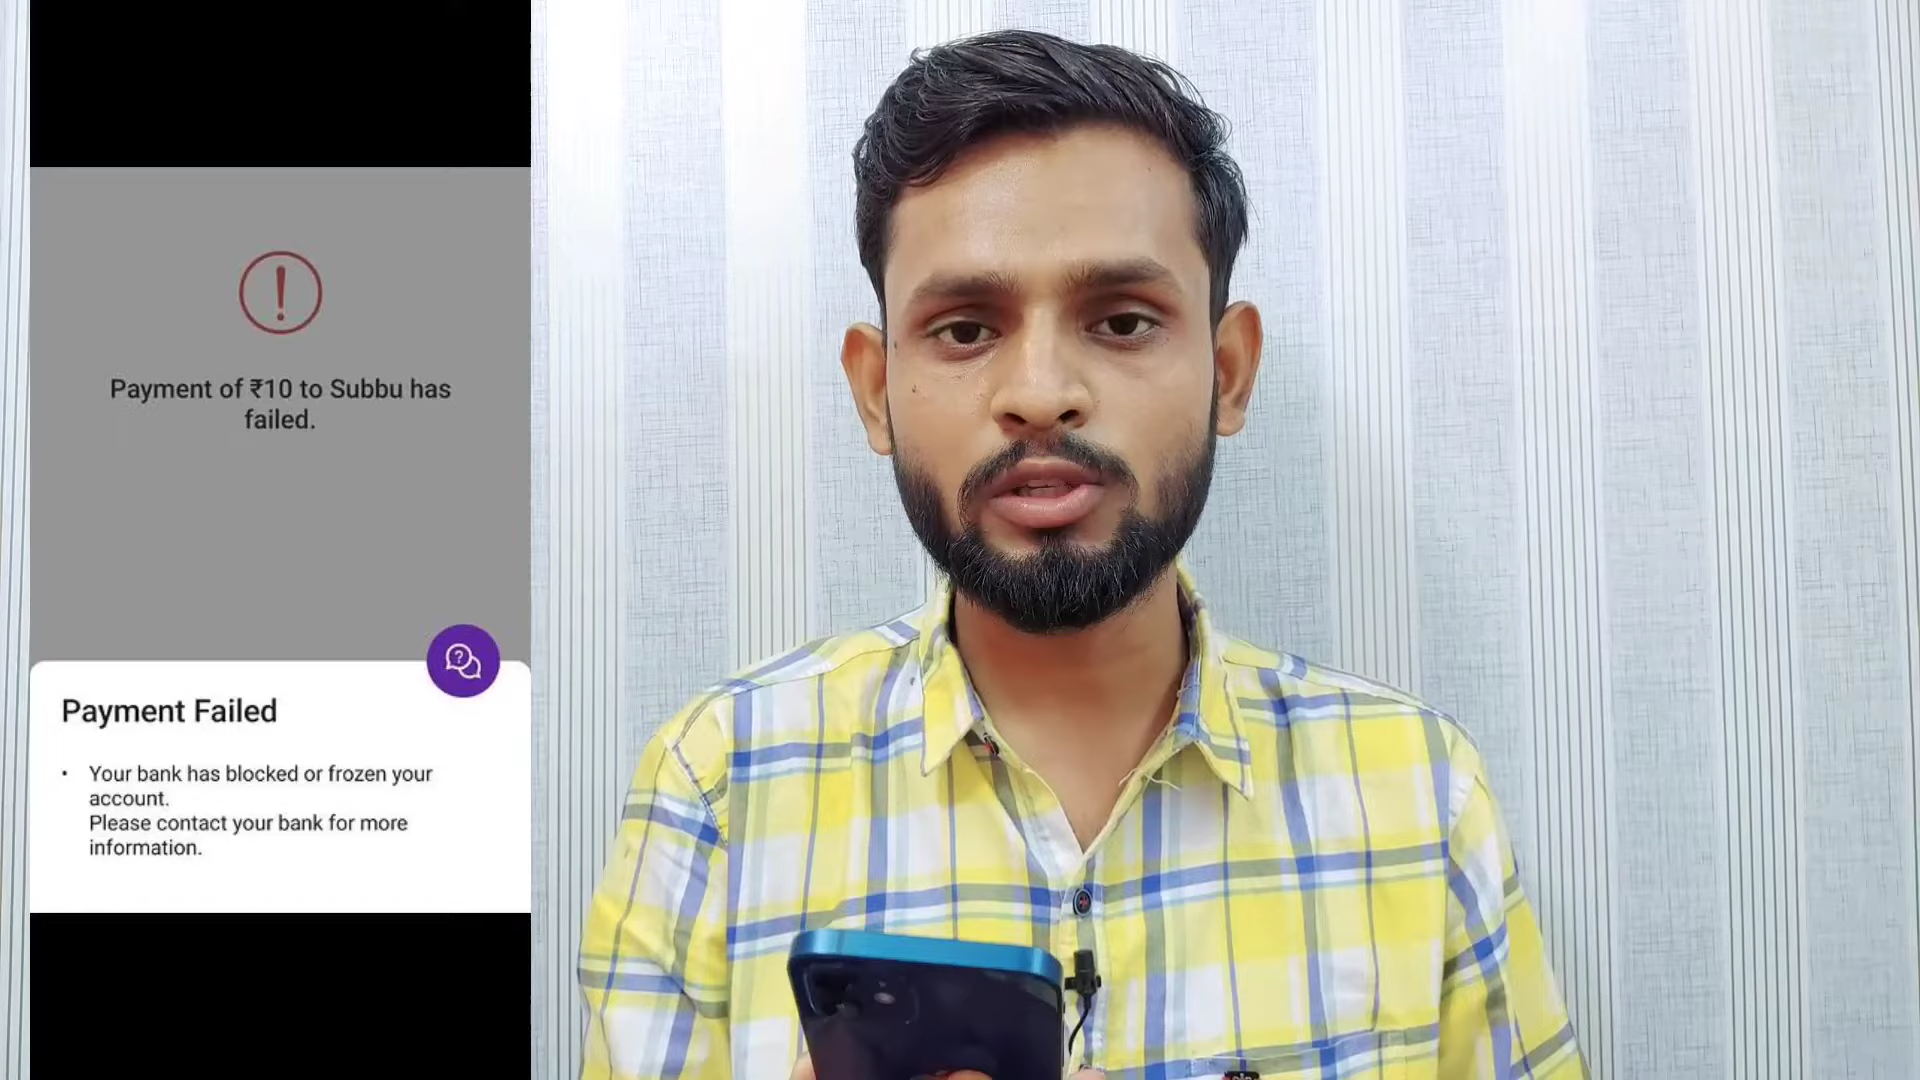 Payment of ₹10 to Subbu has
failed.
?
Payment Failed
• Your bank has blocked or frozen your
account.
Please contact your bank for more
information.